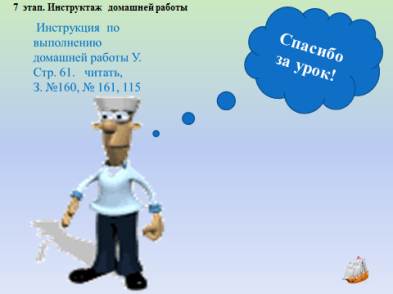 7 этап. Инструктаж домашней работы
Инструкция по
выполнению
домашней работы У.
Стр. 61. читать,
З. №160, № 161, 115
Спасибо
за урок!